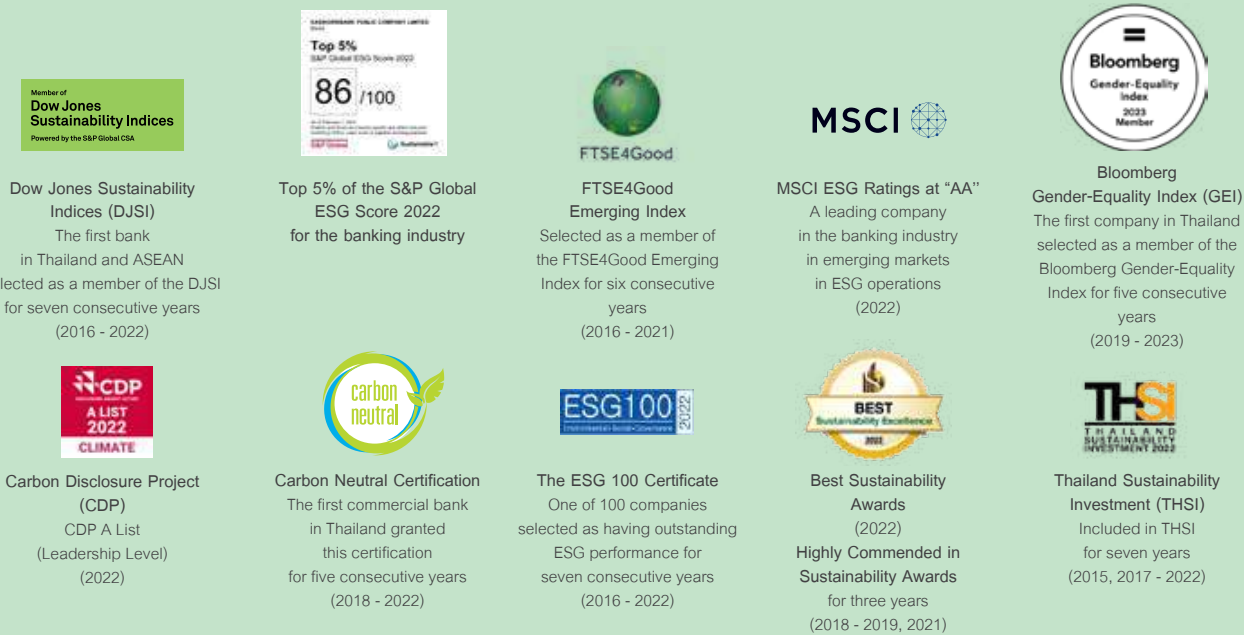 Member of
Dow Jones
Sustainability Indices
Powered by the S&P Global CSA
Dow Jones Sustainability
Indices (DJSI)
The first bank
in Thailand and ASEAN
lected as a member of the DJSI
for seven consecutive years
(2016 - 2022)
KASIKORNBANK PUBLIC COMPANY LIMITED
Top 5%
S&P Global ESG Score 2022
86 /100
S&P Global
Sustainable1
Top 5% of the S&P Global
ESG Score 2022
for the banking industry
FTSE4Good
FTSE4Good
Emerging Index
Selected as a member of
the FTSE4Good Emerging
Index for six consecutive
years
(2016 - 2021)
MSCI
MSCI ESG Ratings at “AA’’
A leading company
in the banking industry
in emerging markets
in ESG operations
(2022)
Bloomberg
Gender-Equality
Index
2023
Member
Bloomberg
Gender-Equality Index (GEI)
The first company in Thailand
selected as a member of the
Bloomberg Gender-Equality
Index for five consecutive
years
(2019 - 2023)
CDP
A LIST
2022
CLIMATE
Carbon Disclosure Project
(CDP)
CDP A List
(Leadership Level)
(2022)
carbon
neutral
Carbon Neutral Certification
The first commercial bank
in Thailand granted
this certification
for five consecutive years
(2018 - 2022)
ESG100 2022
Environmental·Social·Governance
The ESG 100 Certificate
One of 100 companies
selected as having outstanding
ESG performance for
seven consecutive years
(2016 - 2022)
BEST
Sustainability Excellence
2022
Best Sustainability
Awards
(2022)
Highly Commended in
Sustainability Awards
for three years
(2018 - 2019, 2021)
THSI
THAILAND
SUSTAINABILITY
INVESTMENT 2022
Thailand Sustainability
Investment (THSI)
Included in THSI
for seven years
(2015, 2017 - 2022)